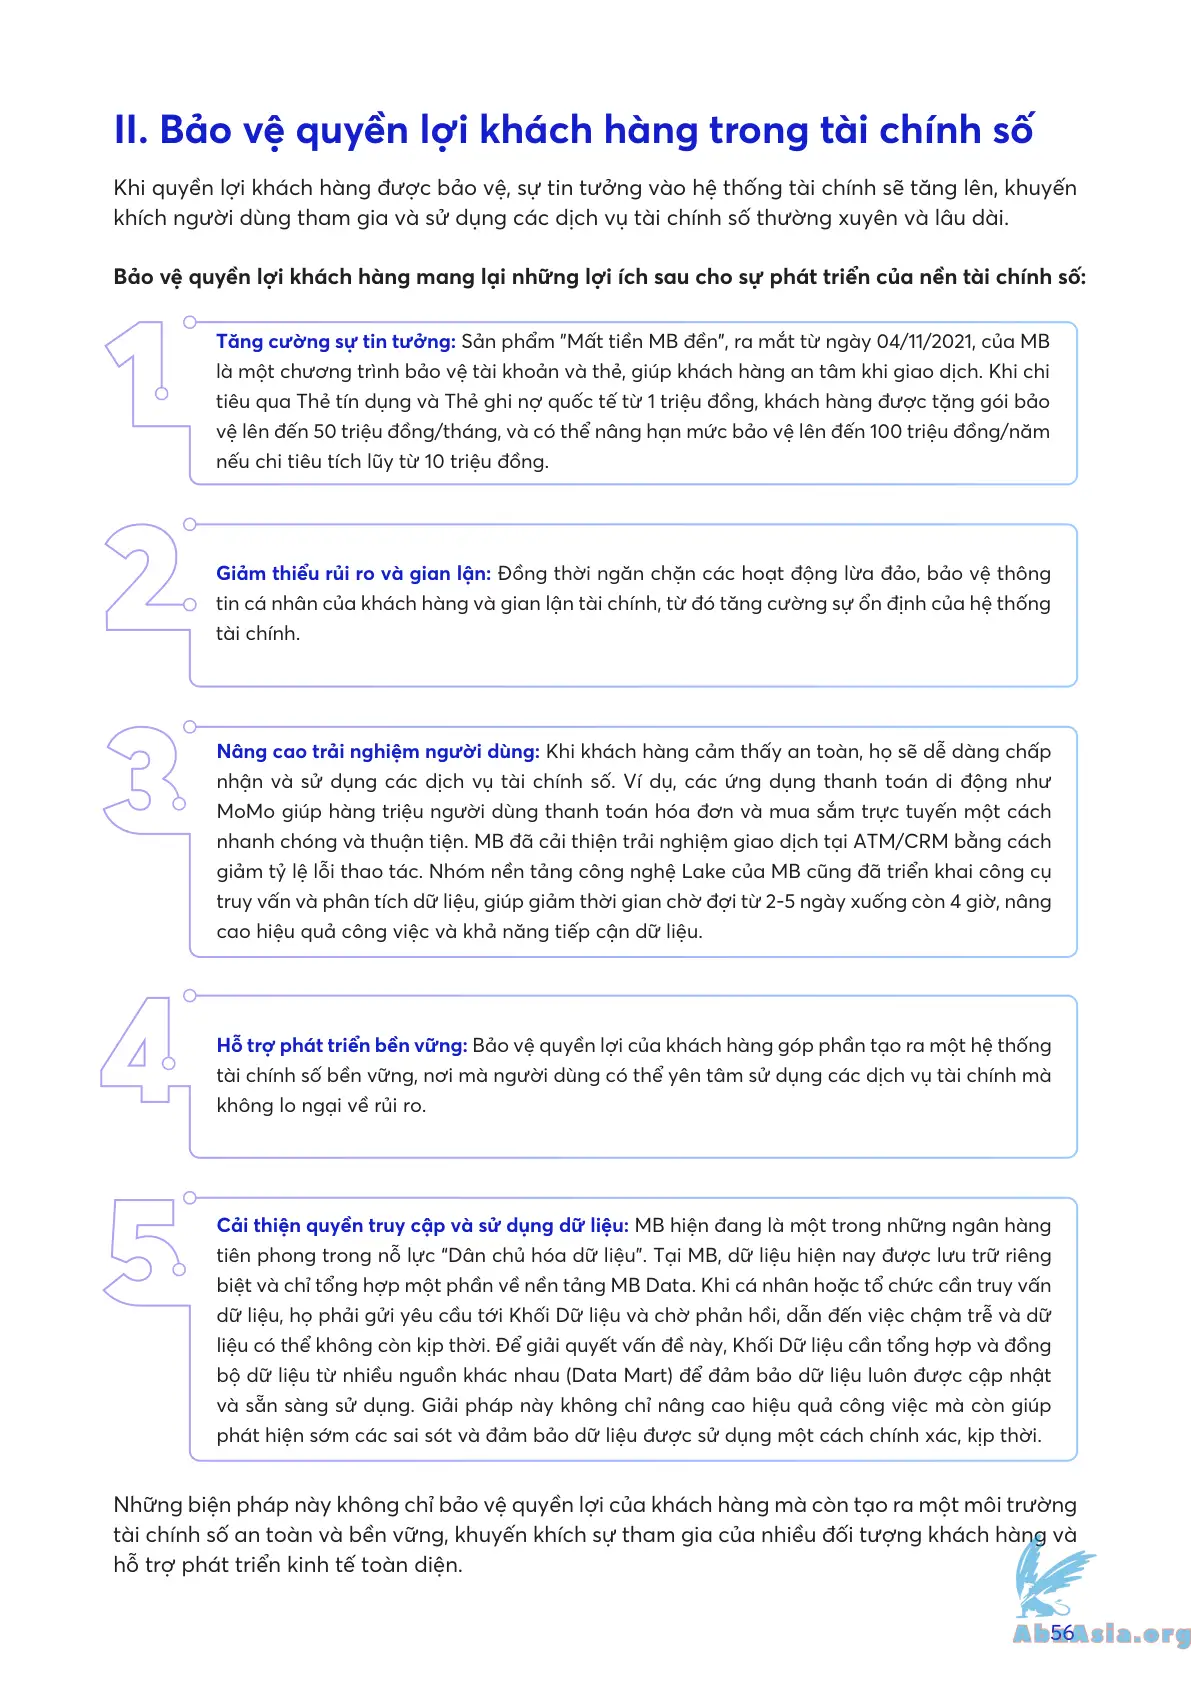 II. Bảo vệ quyền lợi khách hàng trong tài chính số
Khi quyền lợi khách hàng được bảo vệ, sự tin tưởng vào hệ thống tài chính sẽ tăng lên, khuyến
khích người dùng tham gia và sử dụng các dịch vụ tài chính số thường xuyên và lâu dài.
Bảo vệ quyền lợi khách hàng mang lại những lợi ích sau cho sự phát triển của nền tài chính số:
1
Tăng cường sự tin tưởng: Sản phẩm "Mất tiền MB đền", ra mắt từ ngày 04/11/2021, của MB
là một chương trình bảo vệ tài khoản và thẻ, giúp khách hàng an tâm khi giao dịch. Khi chi
tiêu qua Thẻ tín dụng và Thẻ ghi nợ quốc tế từ 1 triệu đồng, khách hàng được tặng gói bảo
vệ lên đến 50 triệu đồng/tháng, và có thể nâng hạn mức bảo vệ lên đến 100 triệu đồng/năm
nếu chi tiêu tích lũy từ 10 triệu đồng.
2
Giảm thiểu rủi ro và gian lận: Đồng thời ngăn chặn các hoạt động lừa đảo, bảo vệ thông
tin cá nhân của khách hàng và gian lận tài chính, từ đó tăng cường sự ổn định của hệ thống
tài chính.
3
Nâng cao trải nghiệm người dùng: Khi khách hàng cảm thấy an toàn, họ sẽ dễ dàng chấp
nhận và sử dụng các dịch vụ tài chính số. Ví dụ, các ứng dụng thanh toán di động như
MoMo giúp hàng triệu người dùng thanh toán hóa đơn và mua sắm trực tuyến một cách
nhanh chóng và thuận tiện. MB đã cải thiện trải nghiệm giao dịch tại ATM/CRM bằng cách
giảm tỷ lệ lỗi thao tác. Nhóm nền tảng công nghệ Lake của MB cũng đã triển khai công cụ
truy vấn và phân tích dữ liệu, giúp giảm thời gian chờ đợi từ 2-5 ngày xuống còn 4 giờ, nâng
cao hiệu quả công việc và khả năng tiếp cận dữ liệu.
4
Hỗ trợ phát triển bền vững: Bảo vệ quyền lợi của khách hàng góp phần tạo ra một hệ thống
tài chính số bền vững, nơi mà người dùng có thể yên tâm sử dụng các dịch vụ tài chính mà
không lo ngại về rủi ro.
5
Cải thiện quyền truy cập và sử dụng dữ liệu: MB hiện đang là một trong những ngân hàng
tiên phong trong nỗ lực “Dân chủ hóa dữ liệu”. Tại MB, dữ liệu hiện nay được lưu trữ riêng
biệt và chỉ tổng hợp một phần về nền tảng MB Data. Khi cá nhân hoặc tổ chức cần truy vấn
dữ liệu, họ phải gửi yêu cầu tới Khối Dữ liệu và chờ phản hồi, dẫn đến việc chậm trễ và dữ
liệu có thể không còn kịp thời. Để giải quyết vấn đề này, Khối Dữ liệu cần tổng hợp và đồng
bộ dữ liệu từ nhiều nguồn khác nhau (Data Mart) để đảm bảo dữ liệu luôn được cập nhật
và sẵn sàng sử dụng. Giải pháp này không chỉ nâng cao hiệu quả công việc mà còn giúp
phát hiện sớm các sai sót và đảm bảo dữ liệu được sử dụng một cách chính xác, kịp thời.
Những biện pháp này không chỉ bảo vệ quyền lợi của khách hàng mà còn tạo ra một môi trường
tài chính số an toàn và bền vững, khuyến khích sự tham gia của nhiều đối tượng khách hàng và
hỗ trợ phát triển kinh tế toàn diện.
56